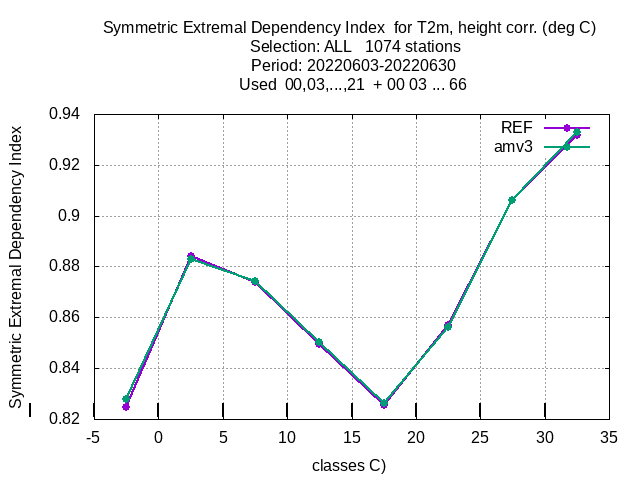 Symmetric Extremal Dependency Index for T2m, height corr. (deg C)
Selection: ALL 1074 stations
Period: 20220603-20220630
Used 00,03,...,21 + 00 03 ... 66
Symmetric Extremal Dependency Index
0.94
0.92
0.9
0.88
0.86
0.84
0.82
REF
amv3
-5 0 5 10 15 20 25 30 35
classes C)